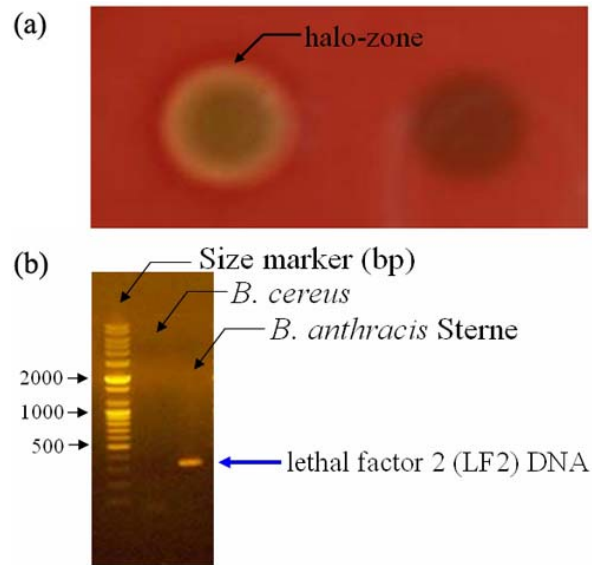 (a)
halo-zone
(b)
Size marker (bp)
B. cereus
B. anthracis Sterne
2000
1000
500
lethal factor 2 (LF2) DNA